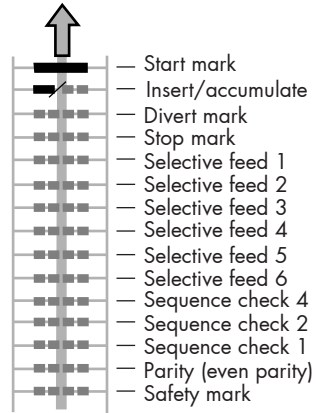 Start mark
Insert/accumulate
Divert mark
Stop mark
Selective feed 1
Selective feed 2
Selective feed 3
Selective feed 4
Selective feed 5
Selective feed 6
Sequence check 4
Sequence check 2
Sequence check 1
Parity (even parity)
Safety mark